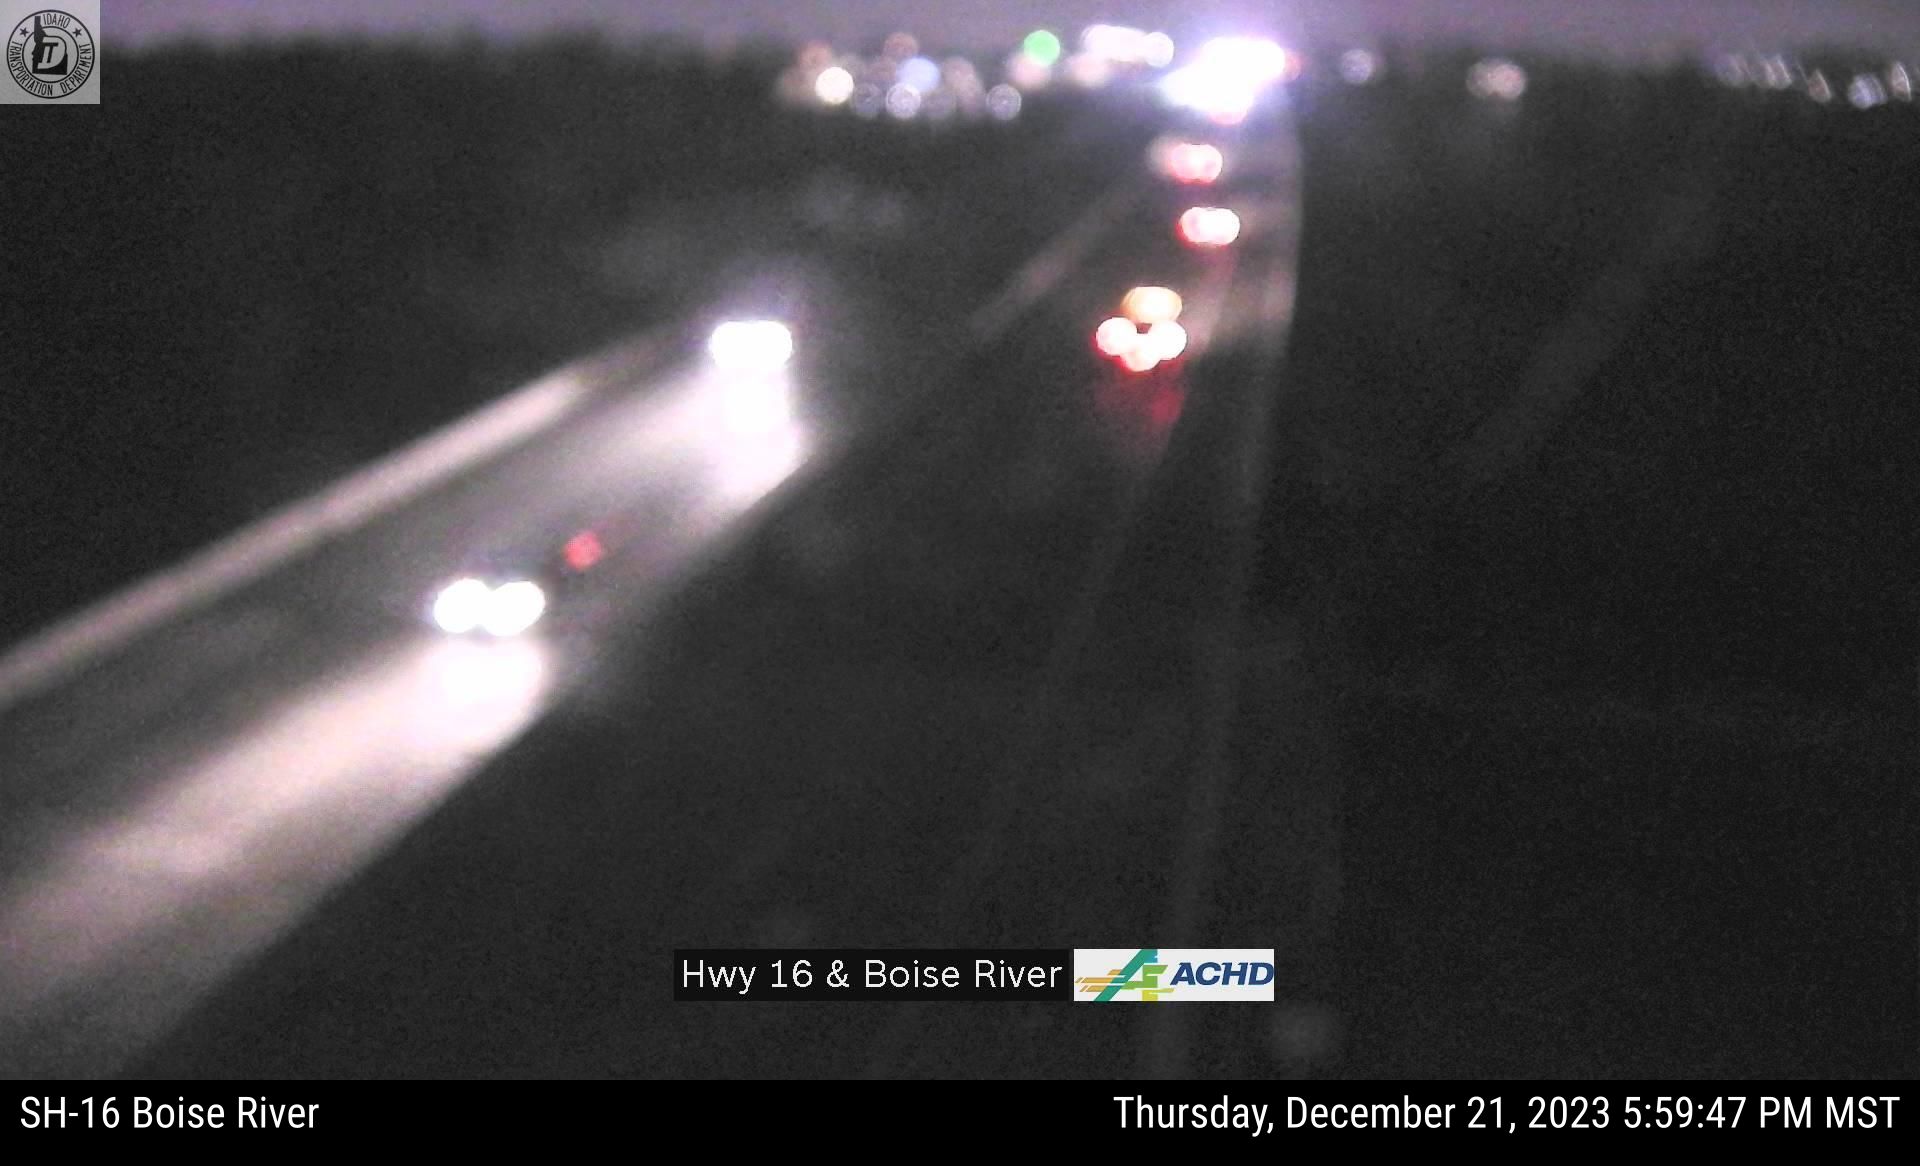 IDAHO
TRANSPORTATION DEPARTMENT
Hwy 16 & Boise River
ACHD
SH-16 Boise River
Thursday, December 21, 2023 5:59:47 PM MST